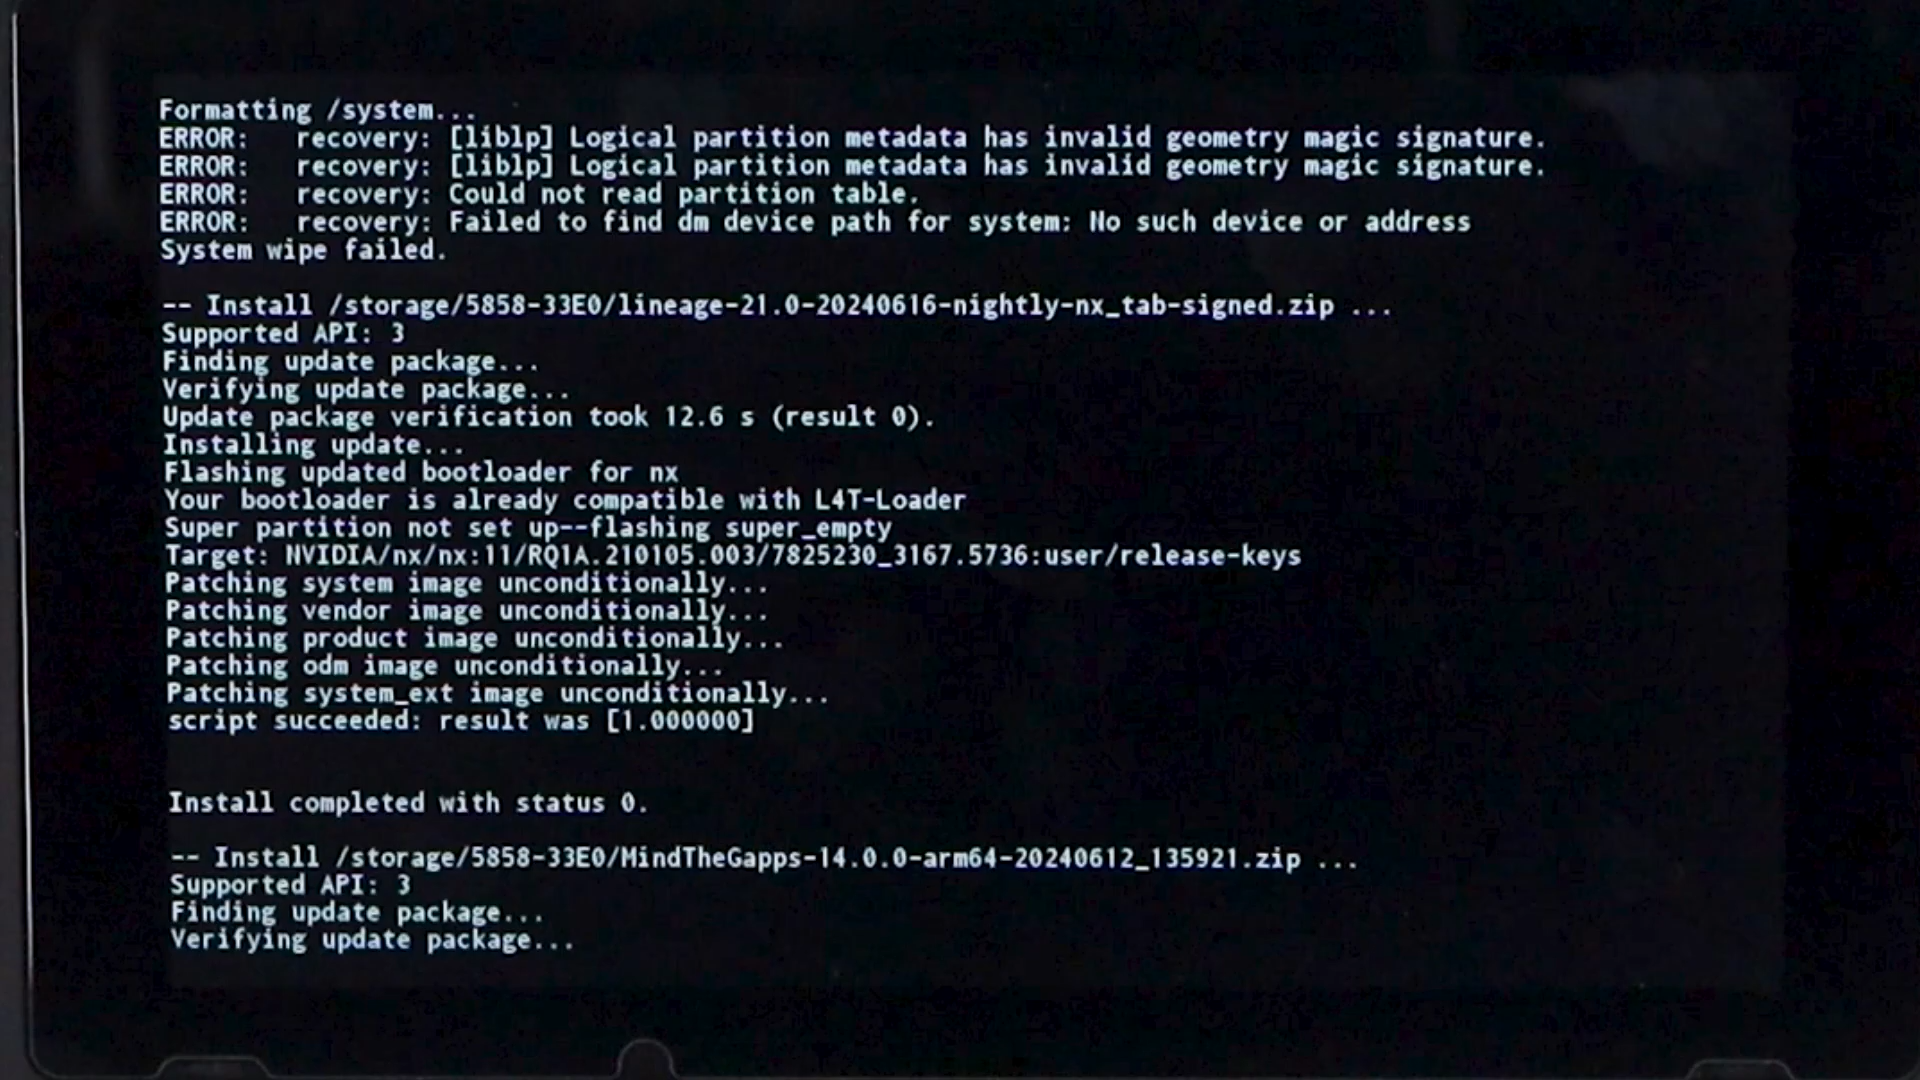 Formatting /system...
ERROR:   recovery: [liblp] Logical partition metadata has invalid geometry magic signature.
ERROR:   recovery: [liblp] Logical partition metadata has invalid geometry magic signature.
ERROR:   recovery: Could not read partition table.
ERROR:   recovery: Failed to find dm device path for system: No such device or address
System wipe failed.
-- Install /storage/5858-33E0/lineage-21.0-20240616-nightly-nx_tab-signed.zip ...
Supported API: 3
Finding update package...
Verifying update package...
Update package verification took 12.6 s (result 0).
Installing update...
Flashing updated bootloader for nx
Your bootloader is already compatible with L4T-Loader
Super partition not set up--flashing super_empty
Target: NVIDIA/nx/nx:11/RQ1A.210105.003/7825230_3167.5736:user/release-keys
Patching system image unconditionally...
Patching vendor image unconditionally...
Patching product image unconditionally...
Patching odm image unconditionally...
Patching system_ext image unconditionally...
script succeeded: result was [1.000000]
Install completed with status 0.
-- Install /storage/5858-33E0/MindTheGapps-14.0.0-arm64-20240612_135921.zip ...
Supported API: 3
Finding update package...
Verifying update package...